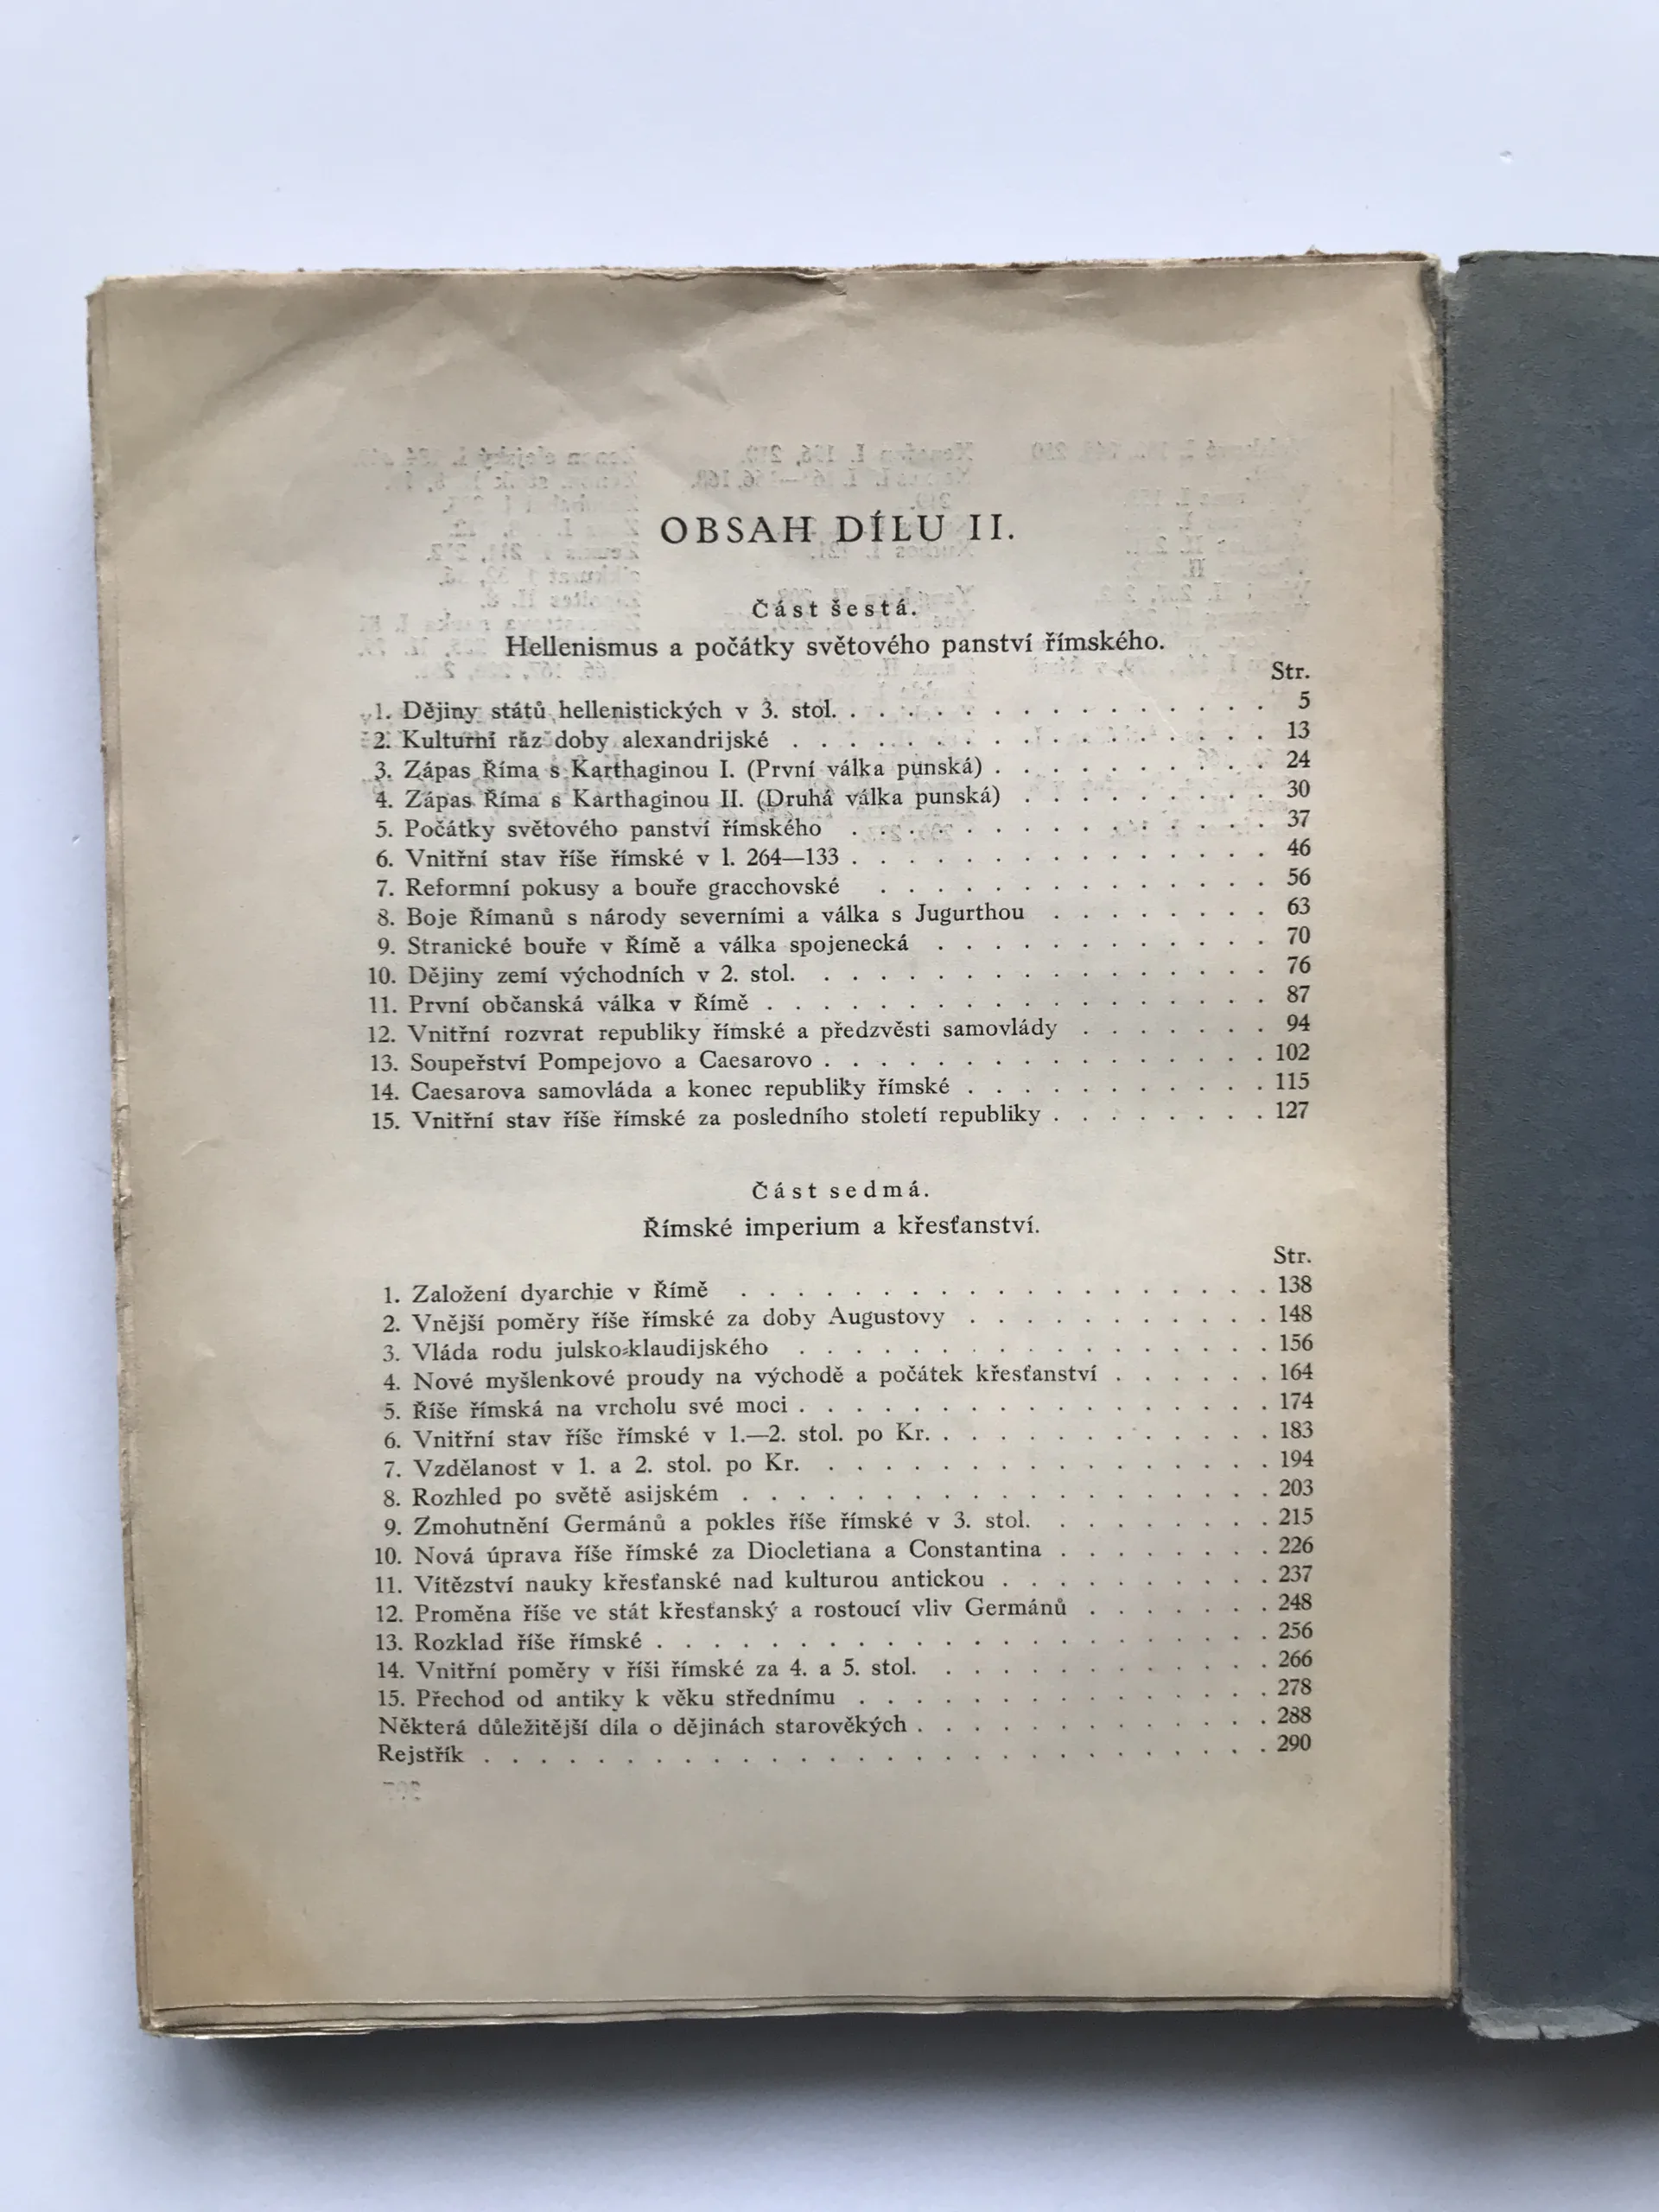 OBSAH DÍLU II.
Část šestá.
Hellenismus a počátky světového panství římského.
Str.
1. Dějiny států hellenistických v 3. stol. . . . . . . . . . . . . . . . 5
2. Kulturní ráz doby alexandrijské . . . . . . . . . . . . . . . . . 13
3. Zápas Říma s Karthaginou I. (První válka punská) . . . . . . . . . . 24
4. Zápas Říma s Karthaginou II. (Druhá válka punská) . . . . . . . . . 30
5. Počátky světového panství římského . . . . . . . . . . . . . . . 37
6. Vnitřní stav říše římské v l. 264—133 . . . . . . . . . . . . . . . 46
7. Reformní pokusy a bouře gracchovské . . . . . . . . . . . . . . 56
8. Boje Římanů s národy severními a válka s Jugurthou . . . . . . . . 63
9. Stranické bouře v Římě a válka spojenecká . . . . . . . . . . . . 70
10. Dějiny zemí východních v 2. stol. . . . . . . . . . . . . . . . . 76
11. První občanská válka v Římě . . . . . . . . . . . . . . . . . . 87
12. Vnitřní rozvrat republiky římské a předzvěsti samovlády . . . . . . . 94
13. Soupeřství Pompejovo a Caesarovo . . . . . . . . . . . . . . . . 102
14. Caesarova samovláda a konec republiky římské . . . . . . . . . . . 115
15. Vnitřní stav říše římské za posledního století republiky . . . . . . . . 127
Část sedmá.
Římské imperium a křesťanství.
Str.
1. Založení dyarchie v Římě . . . . . . . . . . . . . . . . . . . 138
2. Vnější poměry říše římské za doby Augustovy . . . . . . . . . . . 148
3. Vláda rodu julsko-klaudijského . . . . . . . . . . . . . . . . . 156
4. Nové myšlenkové proudy na východě a počátek křesťanství . . . . . . 164
5. Říše římská na vrcholu své moci . . . . . . . . . . . . . . . . . 174
6. Vnitřní stav říše římské v 1.—2. stol. po Kr. . . . . . . . . . . . . 183
7. Vzdělanost v 1. a 2. stol. po Kr. . . . . . . . . . . . . . . . . 194
8. Rozhled po světě asijském . . . . . . . . . . . . . . . . . . . 203
9. Zmohutnění Germánů a pokles říše římské v 3. stol. . . . . . . . . 215
10. Nová úprava říše římské za Diocletiana a Constantina . . . . . . . . 226
11. Vítězství nauky křesťanské nad kulturou antickou . . . . . . . . . . 237
12. Proměna říše ve stát křesťanský a rostoucí vliv Germánů . . . . . . . 248
13. Rozklad říše římské . . . . . . . . . . . . . . . . . . . . . . 256
14. Vnitřní poměry v říši římské za 4. a 5. stol. . . . . . . . . . . . . 266
15. Přechod od antiky k věku střednímu . . . . . . . . . . . . . . . 278
Některá důležitější díla o dějinách starověkých . . . . . . . . . . . . . 288
Rejstřík . . . . . . . . . . . . . . . . . . . . . . . . . . . . 290